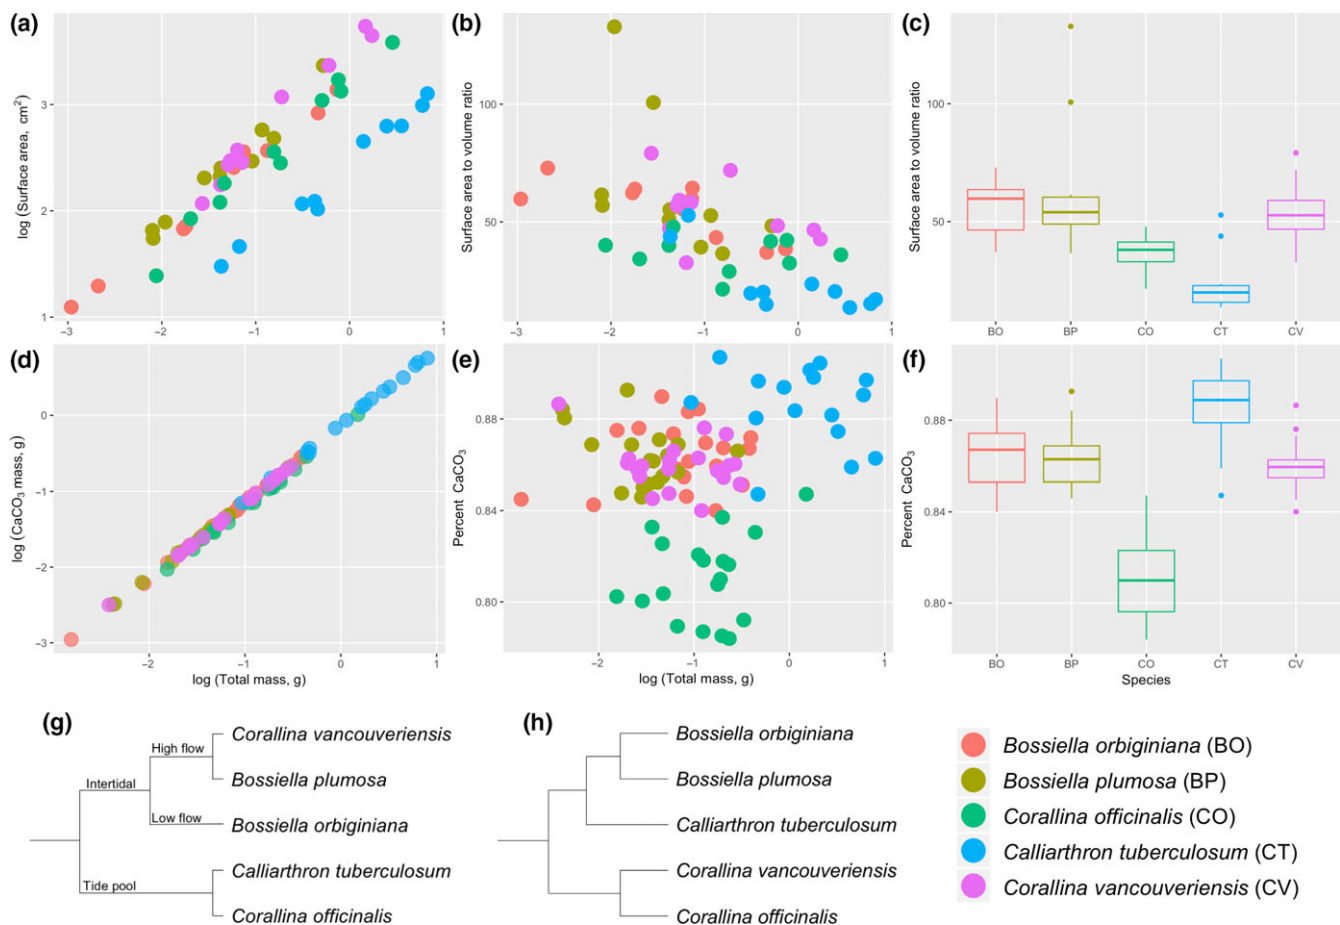 (a)
log (Surface area, cm²)
3
2
1
−3
−2
−1
0
1
(b)
Surface area to volume ratio
100
50
−3
−2
−1
0
1
(c)
Surface area to volume ratio
100
50
BO
BP
CO
CT
CV
(d)
log (CaCO₃ mass, g)
0
−1
−2
−3
−2
−1
0
1
log (Total mass, g)
(e)
Percent CaCO₃
0.88
0.84
0.80
−2
−1
0
1
log (Total mass, g)
(f)
Percent CaCO₃
0.88
0.84
0.80
BO
BP
CO
CT
CV
Species
(g)
Intertidal
High flow
Low flow
Tide pool
Corallina vancouveriensis
Bossiella plumosa
Bossiella orbiginiana
Calliarthron tuberculosum
Corallina officinalis
(h)
Bossiella orbiginiana
Bossiella plumosa
Calliarthron tuberculosum
Corallina vancouveriensis
Corallina officinalis
Bossiella orbiginiana (BO)
Bossiella plumosa (BP)
Corallina officinalis (CO)
Calliarthron tuberculosum (CT)
Corallina vancouveriensis (CV)